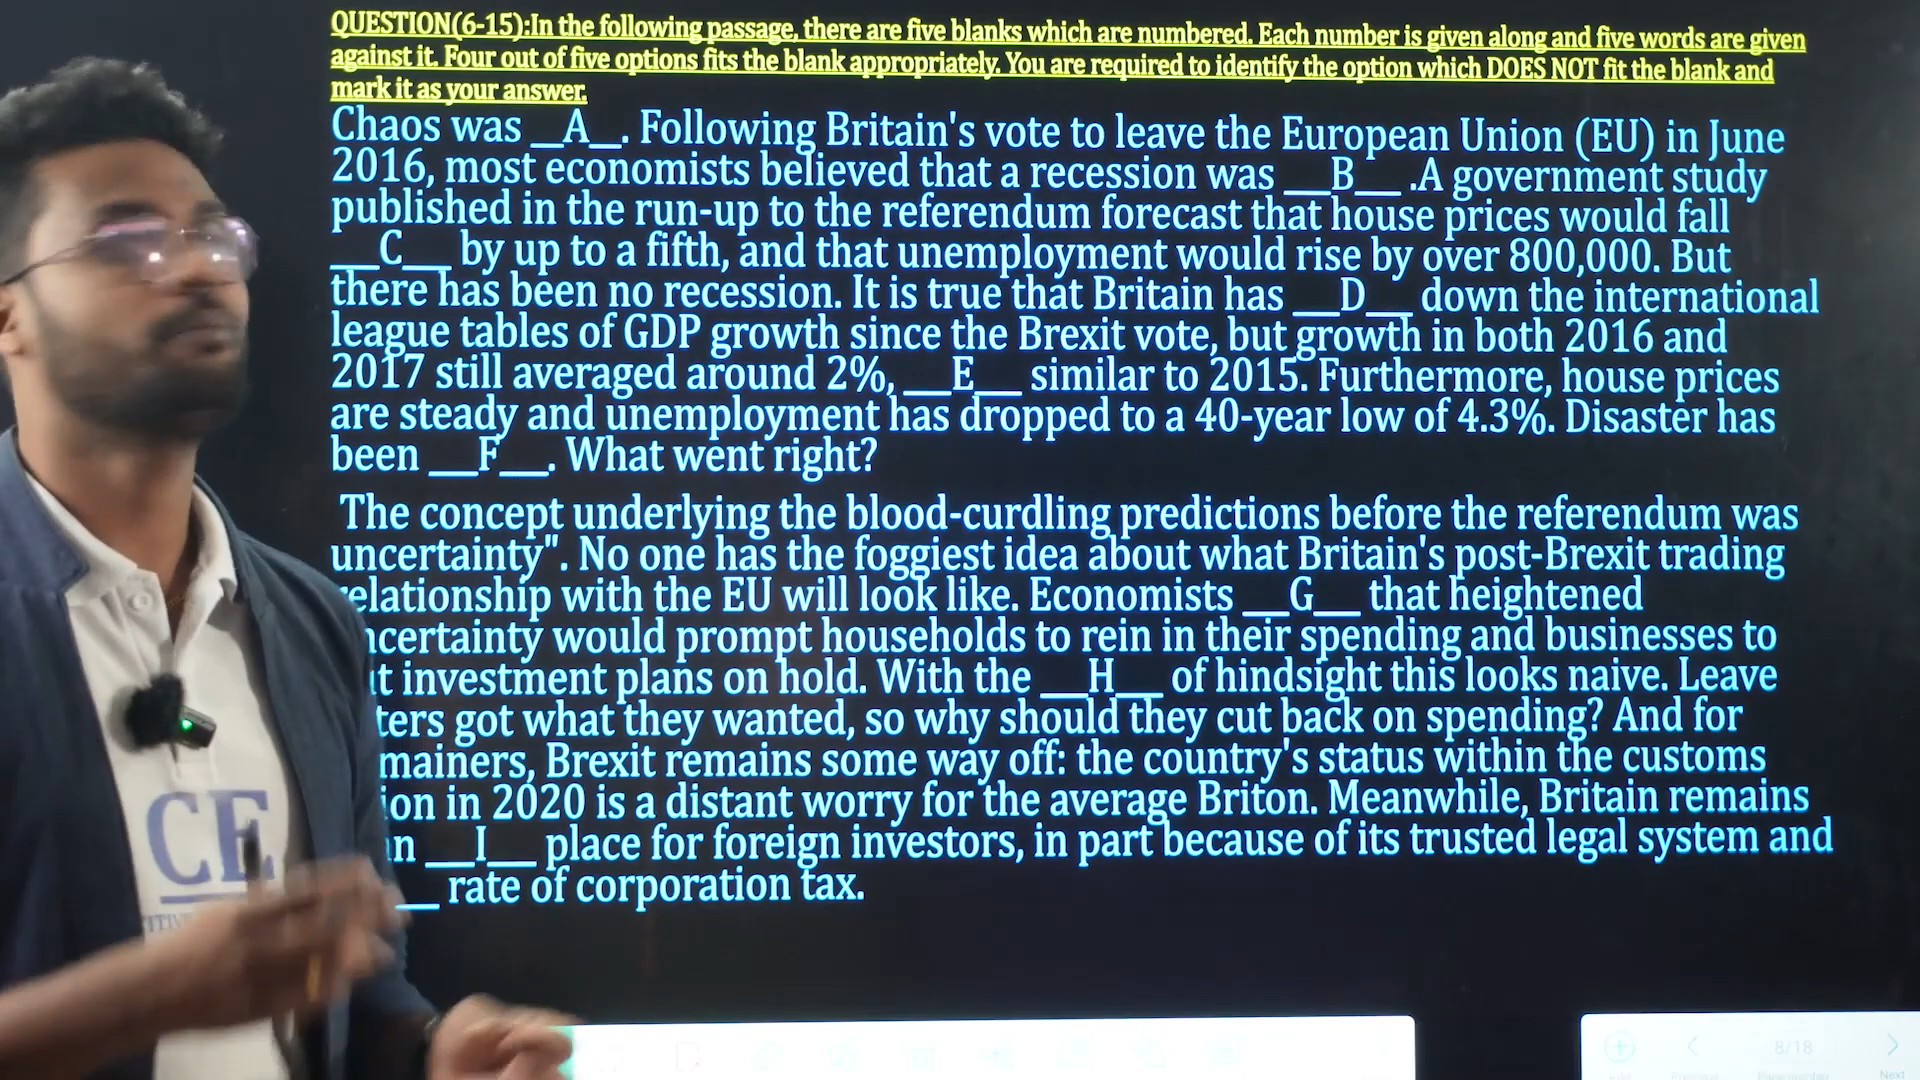 QUESTION(6-15):In the following passage, there are five blanks which are numbered. Each number is given along and five words are given
against it. Four out of five options fits the blank appropriately. You are required to identify the option which DOES NOT fit the blank and
mark it as your answer.
Chaos was __A__. Following Britain's vote to leave the European Union (EU) in June
2016, most economists believed that a recession was ___B___ .A government study
published in the run-up to the referendum forecast that house prices would fall
___C___ by up to a fifth, and that unemployment would rise by over 800,000. But
there has been no recession. It is true that Britain has ___D___ down the international
league tables of GDP growth since the Brexit vote, but growth in both 2016 and
2017 still averaged around 2%, ___E___ similar to 2015. Furthermore, house prices
are steady and unemployment has dropped to a 40-year low of 4.3%. Disaster has
been ___F___. What went right?
The concept underlying the blood-curdling predictions before the referendum was
uncertainty". No one has the foggiest idea about what Britain's post-Brexit trading
elationship with the EU will look like. Economists ___G___ that heightened
ncertainty would prompt households to rein in their spending and businesses to
t investment plans on hold. With the ___H___ of hindsight this looks naive. Leave
ters got what they wanted, so why should they cut back on spending? And for
mainers, Brexit remains some way off: the country's status within the customs
ion in 2020 is a distant worry for the average Briton. Meanwhile, Britain remains
n ___I___ place for foreign investors, in part because of its trusted legal system and
__ rate of corporation tax.
CE
8/18
Next